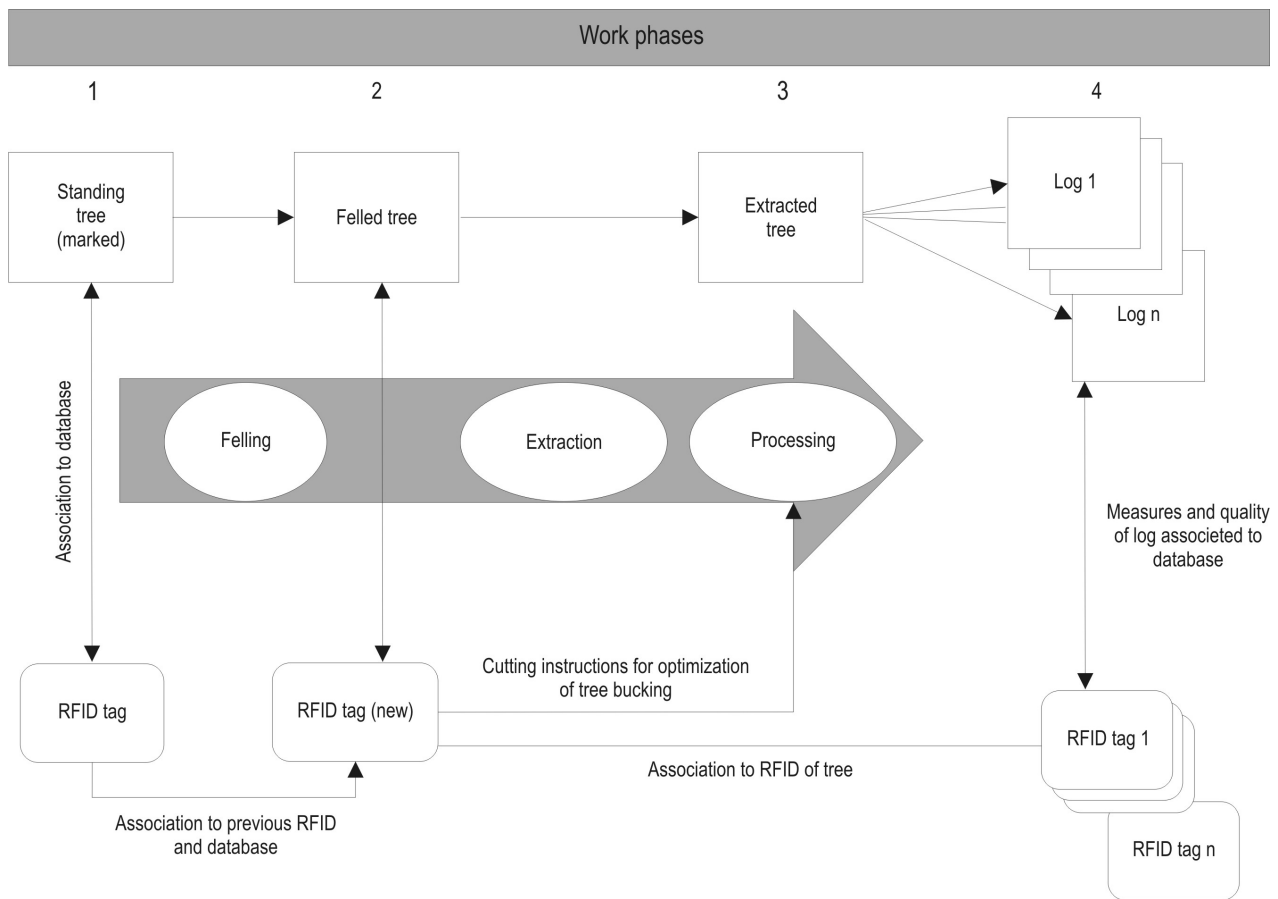 Work phases
1
2
3
4
Standing
tree
(marked)
Felled tree
Extracted
tree
Log 1
Log n
Association to database
Felling
Extraction
Processing
Measures and quality
of log associeted to
database
RFID tag
RFID tag (new)
Cutting instructions for optimization
of tree bucking
Association to RFID of tree
RFID tag 1
RFID tag n
Association to previous RFID
and database